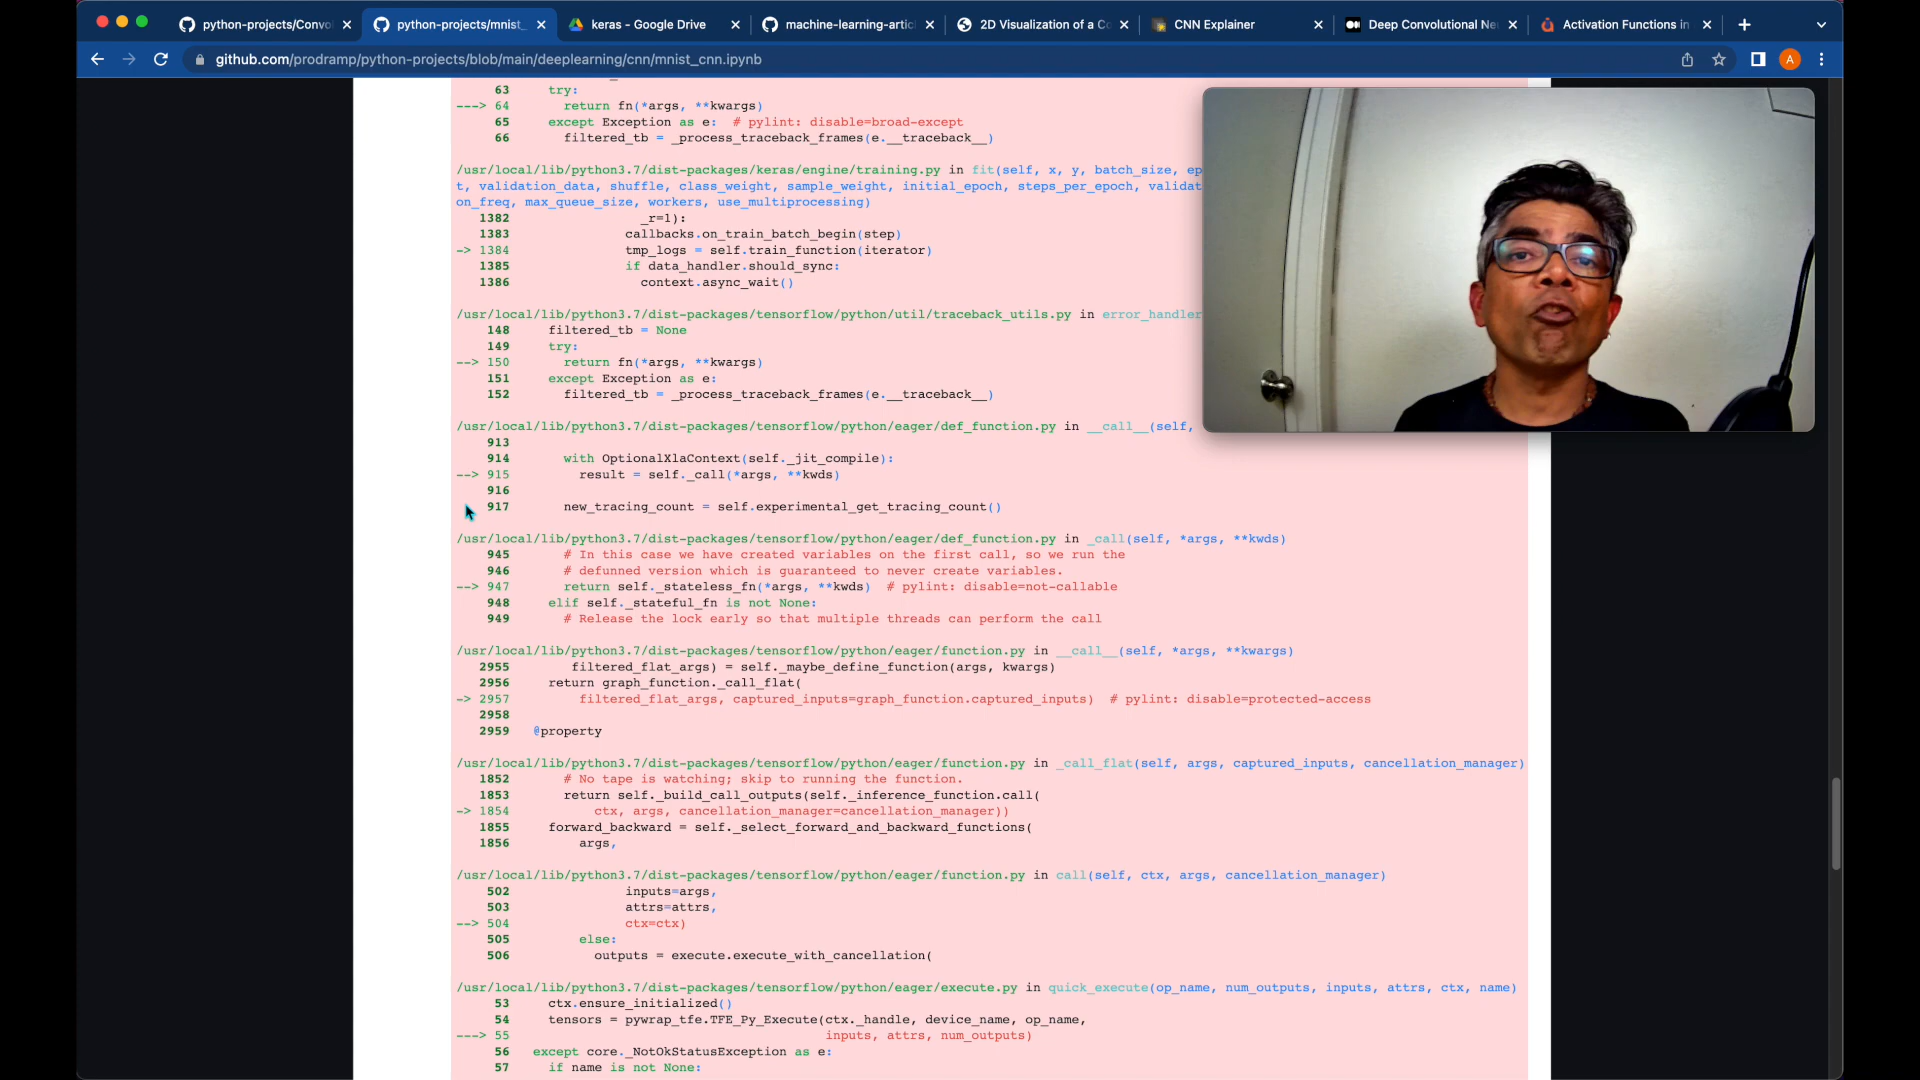 python-projects/Convo
python-projects/mnist_
keras - Google Drive
machine-learning-artic
2D Visualization of a Co
CNN Explainer
Deep Convolutional Ne
Activation Functions in
github.com/prodramp/python-projects/blob/main/deeplearning/cnn/mnist_cnn.ipynb
A
63 try:
---> 64 return fn(*args, **kwargs)
65 except Exception as e: # pylint: disable=broad-except
66 filtered_tb = _process_traceback_frames(e.__traceback__)
/usr/local/lib/python3.7/dist-packages/keras/engine/training.py in fit(self, x, y, batch_size, ep
t, validation_data, shuffle, class_weight, sample_weight, initial_epoch, steps_per_epoch, validat
on_freq, max_queue_size, workers, use_multiprocessing)
1382 _r=1):
1383 callbacks.on_train_batch_begin(step)
-> 1384 tmp_logs = self.train_function(iterator)
1385 if data_handler.should_sync:
1386 context.async_wait()
/usr/local/lib/python3.7/dist-packages/tensorflow/python/util/traceback_utils.py in error_handler
148 filtered_tb = None
149 try:
--> 150 return fn(*args, **kwargs)
151 except Exception as e:
152 filtered_tb = _process_traceback_frames(e.__traceback__)
/usr/local/lib/python3.7/dist-packages/tensorflow/python/eager/def_function.py in __call__(self,
913
914 with OptionalXlaContext(self._jit_compile):
--> 915 result = self._call(*args, **kwds)
916
917 new_tracing_count = self.experimental_get_tracing_count()
/usr/local/lib/python3.7/dist-packages/tensorflow/python/eager/def_function.py in _call(self, *args, **kwds)
945 # In this case we have created variables on the first call, so we run the
946 # defunned version which is guaranteed to never create variables.
--> 947 return self._stateless_fn(*args, **kwds) # pylint: disable=not-callable
948 elif self._stateful_fn is not None:
949 # Release the lock early so that multiple threads can perform the call
/usr/local/lib/python3.7/dist-packages/tensorflow/python/eager/function.py in __call__(self, *args, **kwargs)
2955 filtered_flat_args) = self._maybe_define_function(args, kwargs)
2956 return graph_function._call_flat(
-> 2957 filtered_flat_args, captured_inputs=graph_function.captured_inputs) # pylint: disable=protected-access
2958
2959 @property
/usr/local/lib/python3.7/dist-packages/tensorflow/python/eager/function.py in _call_flat(self, args, captured_inputs, cancellation_manager)
1852 # No tape is watching; skip to running the function.
1853 return self._build_call_outputs(self._inference_function.call(
-> 1854 ctx, args, cancellation_manager=cancellation_manager))
1855 forward_backward = self._select_forward_and_backward_functions(
1856 args,
/usr/local/lib/python3.7/dist-packages/tensorflow/python/eager/function.py in call(self, ctx, args, cancellation_manager)
502 inputs=args,
503 attrs=attrs,
--> 504 ctx=ctx)
505 else:
506 outputs = execute.execute_with_cancellation(
/usr/local/lib/python3.7/dist-packages/tensorflow/python/eager/execute.py in quick_execute(op_name, num_outputs, inputs, attrs, ctx, name)
53 ctx.ensure_initialized()
54 tensors = pywrap_tfe.TFE_Py_Execute(ctx._handle, device_name, op_name,
---> 55 inputs, attrs, num_outputs)
56 except core._NotOkStatusException as e:
57 if name is not None: